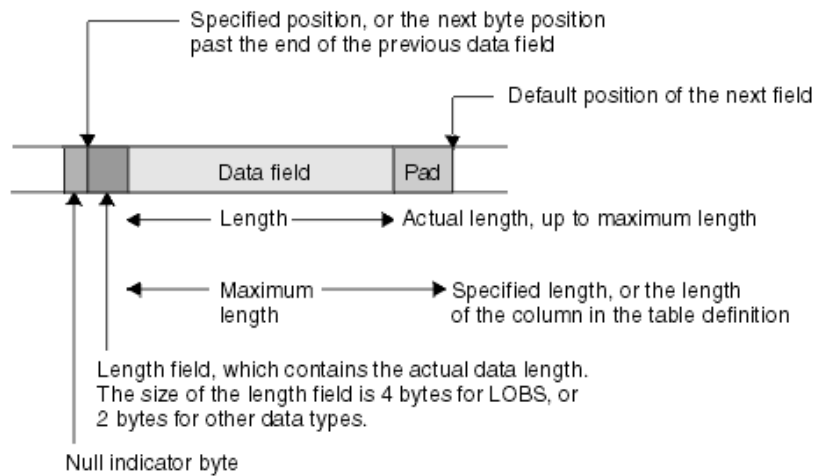 Specified position, or the next byte position
past the end of the previous data field
Default position of the next field
Data field
Pad
Length
Actual length, up to maximum length
Maximum
length
Specified length, or the length
of the column in the table definition
Length field, which contains the actual data length.
The size of the length field is 4 bytes for LOBS, or
2 bytes for other data types.
Null indicator byte